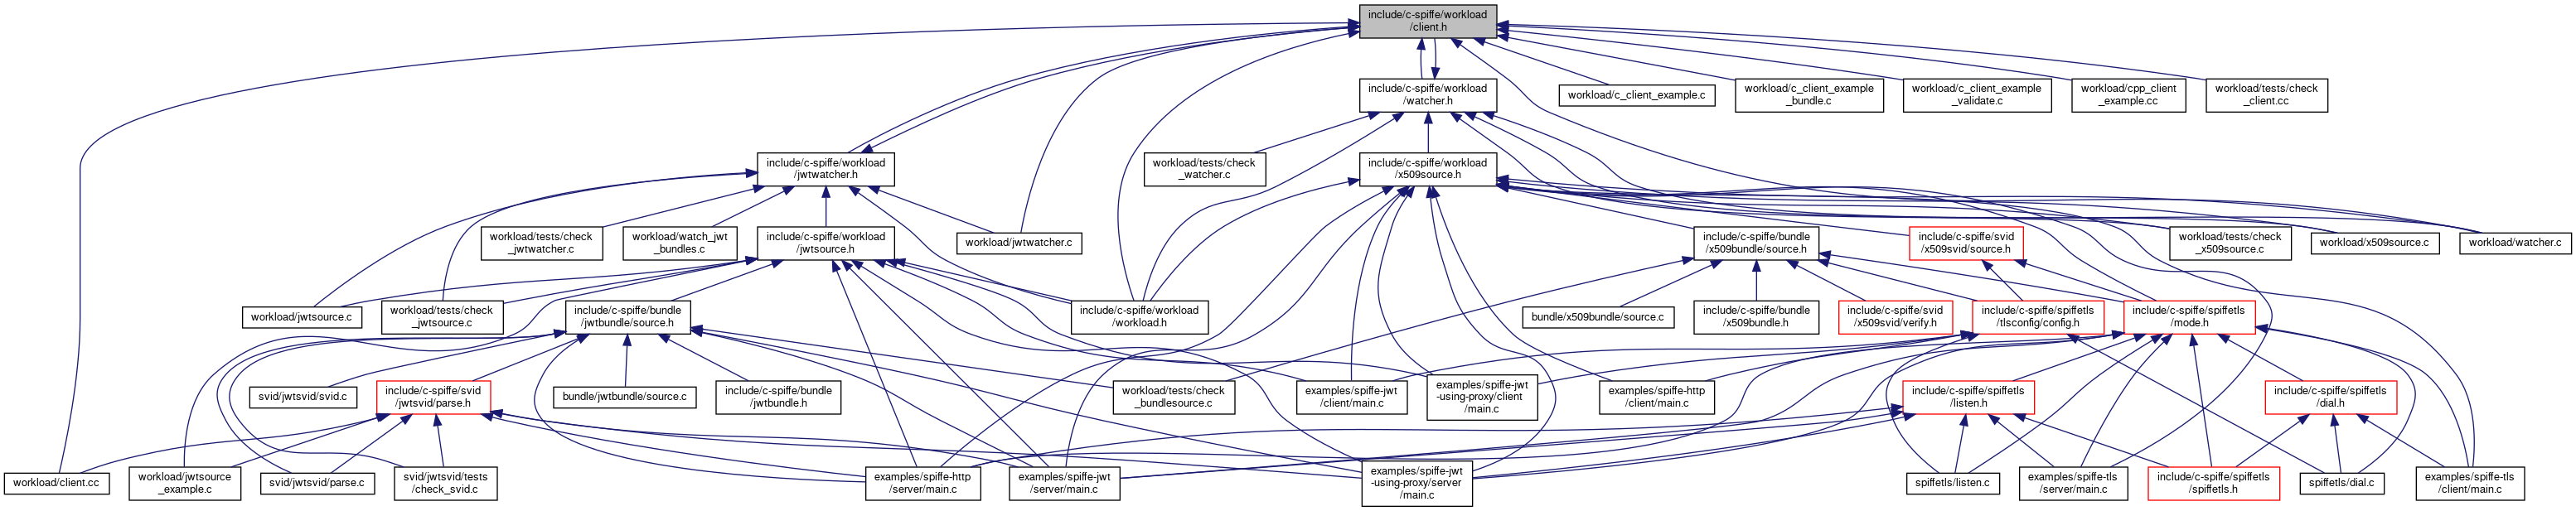 include/c-spiffe/workload
/client.h
include/c-spiffe/workload
/watcher.h
workload/c_client_example.c
workload/c_client_example
_bundle.c
workload/c_client_example
_validate.c
workload/cpp_client
_example.cc
workload/tests/check
_client.cc
include/c-spiffe/workload
/jwtwatcher.h
workload/tests/check
_watcher.c
include/c-spiffe/workload
/x509source.h
workload/tests/check
_jwtwatcher.c
workload/watch_jwt
_bundles.c
include/c-spiffe/workload
/jwtsource.h
workload/jwtwatcher.c
include/c-spiffe/bundle
/x509bundle/source.h
include/c-spiffe/svid
/x509svid/source.h
workload/tests/check
_x509source.c
workload/x509source.c
workload/watcher.c
workload/jwtsource.c
workload/tests/check
_jwtsource.c
include/c-spiffe/bundle
/jwtbundle/source.h
include/c-spiffe/workload
/workload.h
bundle/x509bundle/source.c
include/c-spiffe/bundle
/x509bundle.h
include/c-spiffe/svid
/x509svid/verify.h
include/c-spiffe/spiffetls
/tlsconfig/config.h
include/c-spiffe/spiffetls
/mode.h
svid/jwtsvid/svid.c
include/c-spiffe/svid
/jwtsvid/parse.h
bundle/jwtbundle/source.c
include/c-spiffe/bundle
/jwtbundle.h
workload/tests/check
_bundlesource.c
examples/spiffe-jwt
/client/main.c
examples/spiffe-jwt
-using-proxy/client
/main.c
examples/spiffe-http
/client/main.c
include/c-spiffe/spiffetls
/listen.h
include/c-spiffe/spiffetls
/dial.h
workload/client.cc
workload/jwtsource
_example.c
svid/jwtsvid/parse.c
svid/jwtsvid/tests
/check_svid.c
examples/spiffe-http
/server/main.c
examples/spiffe-jwt
/server/main.c
examples/spiffe-jwt
-using-proxy/server
/main.c
spiffetls/listen.c
examples/spiffe-tls
/server/main.c
include/c-spiffe/spiffetls
/spiffetls.h
spiffetls/dial.c
examples/spiffe-tls
/client/main.c